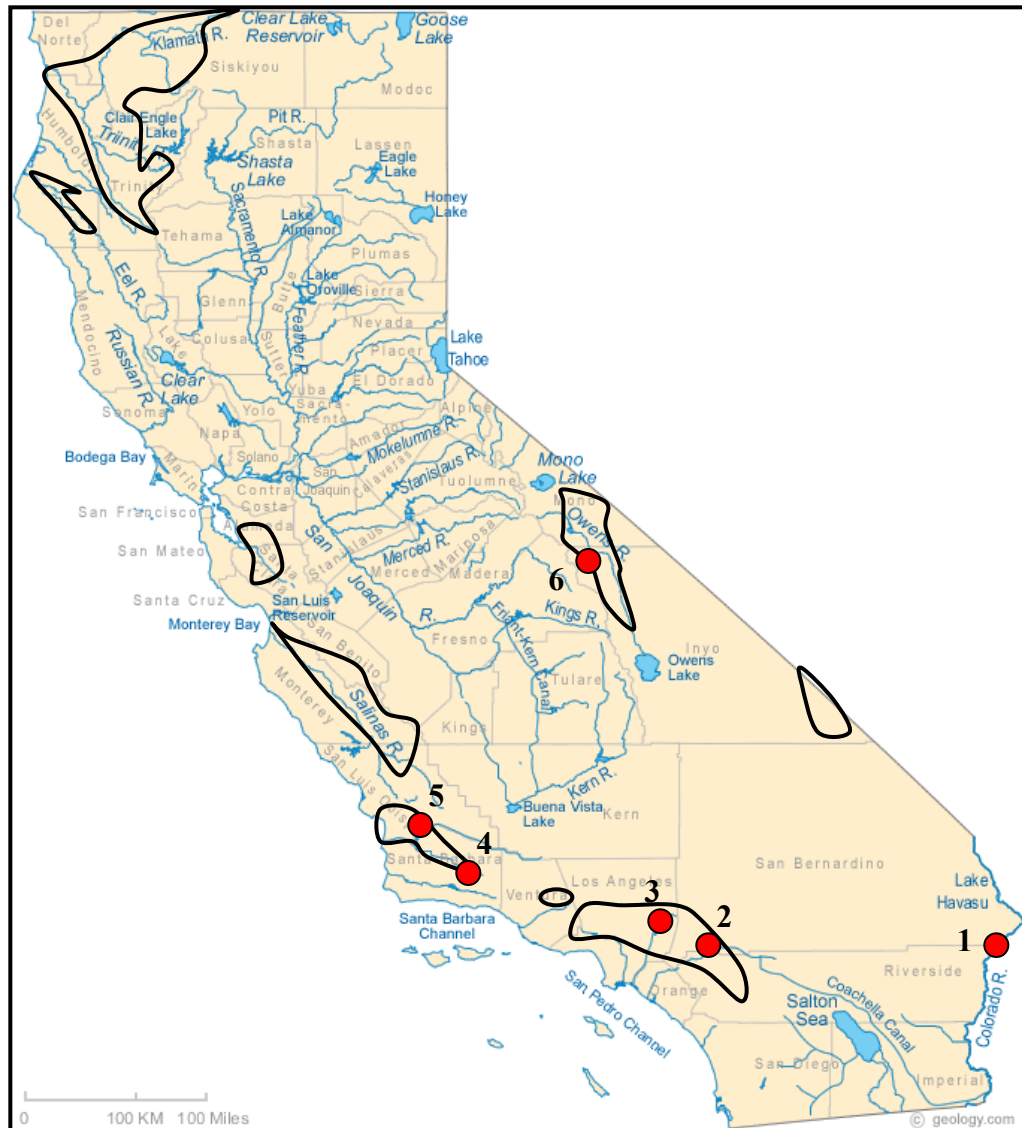 Del
Norte
Klamath R.
Clear Lake
Reservoir
Goose
Lake
Siskiyou
Modoc
Clair Engle
Lake
Pit R.
Humbold
Shasta
Lassen
Eagle
Lake
Shasta
Lake
Trinity
Honey
Lake
Sacramento R.
Lake
Almanor
Tehama
Plumas
Eel R.
Glenn
Butte
Lake
Oroville
Sierra
Mendocino
Lake
Colusa
Sutter
Feather R.
Nevada
Placer
Lake
Tahoe
Russian R.
Clear
Lake
Yuba
El Dorado
Sonoma
Napa
Yolo
Sacra-
mento
Alpine
Amador
Mokelumne R.
Solano
Calaveras
Stanislaus R.
Tuolumne
Mono
Lake
Bodega Bay
Marin
Contra
Costa
San
Joaquin
Mono
San Francisco
Alameda
San
Joaquin
R.
Stanislaus
Merced R.
Mariposa
Owens R.
San Mateo
Santa
Merced
Madera
6
Santa Cruz
San Luis
Reservoir
Kings R.
Monterey Bay
San Benito
Fresno
Friant-Kern Canal
Inyo
Owens
Lake
Monterey
Salinas R.
Tulare
Kings
Kern R.
San Luis Obisp
5
Buena Vista
Lake
Kern
4
Santa Barbara
San Bernardino
Ventura
Los Angeles
Lake
Havasu
3
2
1
Santa Barbara
Channel
Riverside
Orange
Colorado R.
San Pedro Channel
Salton
Sea
Coachella Canal
San Diego
Imperial
0
100 KM
100 Miles
© geology.com